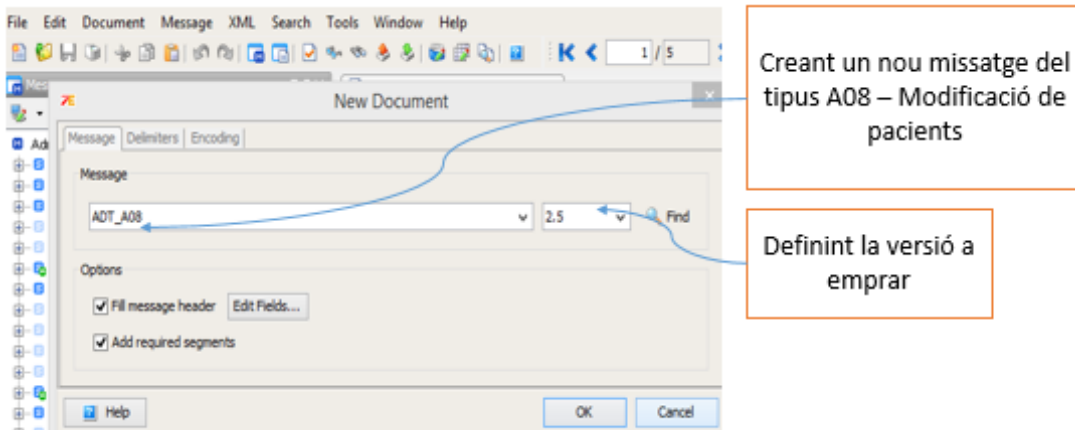 File Edit Document Message XML Search Tools Window Help
1 / 5
New Document
Message Delimiters Encoding
Message
ADT_A08 2.5 Find
Options
Fill message header Edit Fields...
Add required segments
Help OK Cancel
Creant un nou missatge del
tipus A08 – Modificació de
pacients
Definint la versió a
emprar